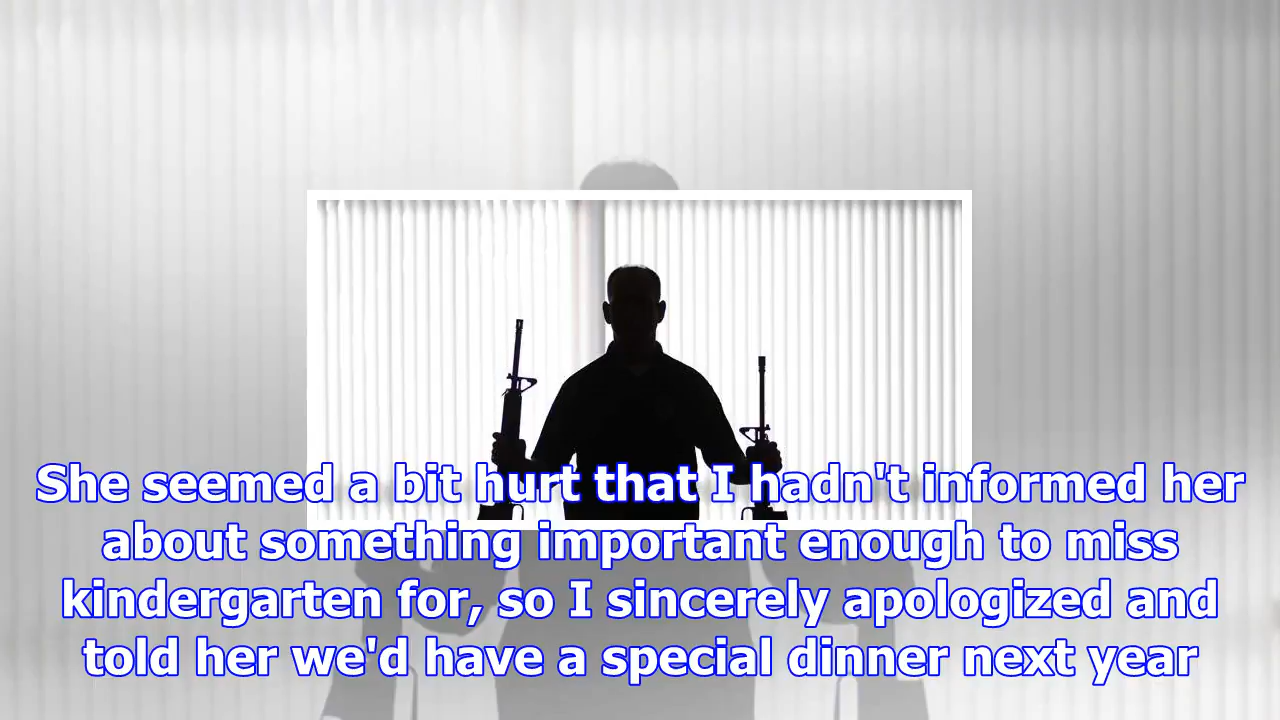 She seemed a bit hurt that I hadn't informed her
about something important enough to miss
kindergarten for, so I sincerely apologized and
told her we'd have a special dinner next year